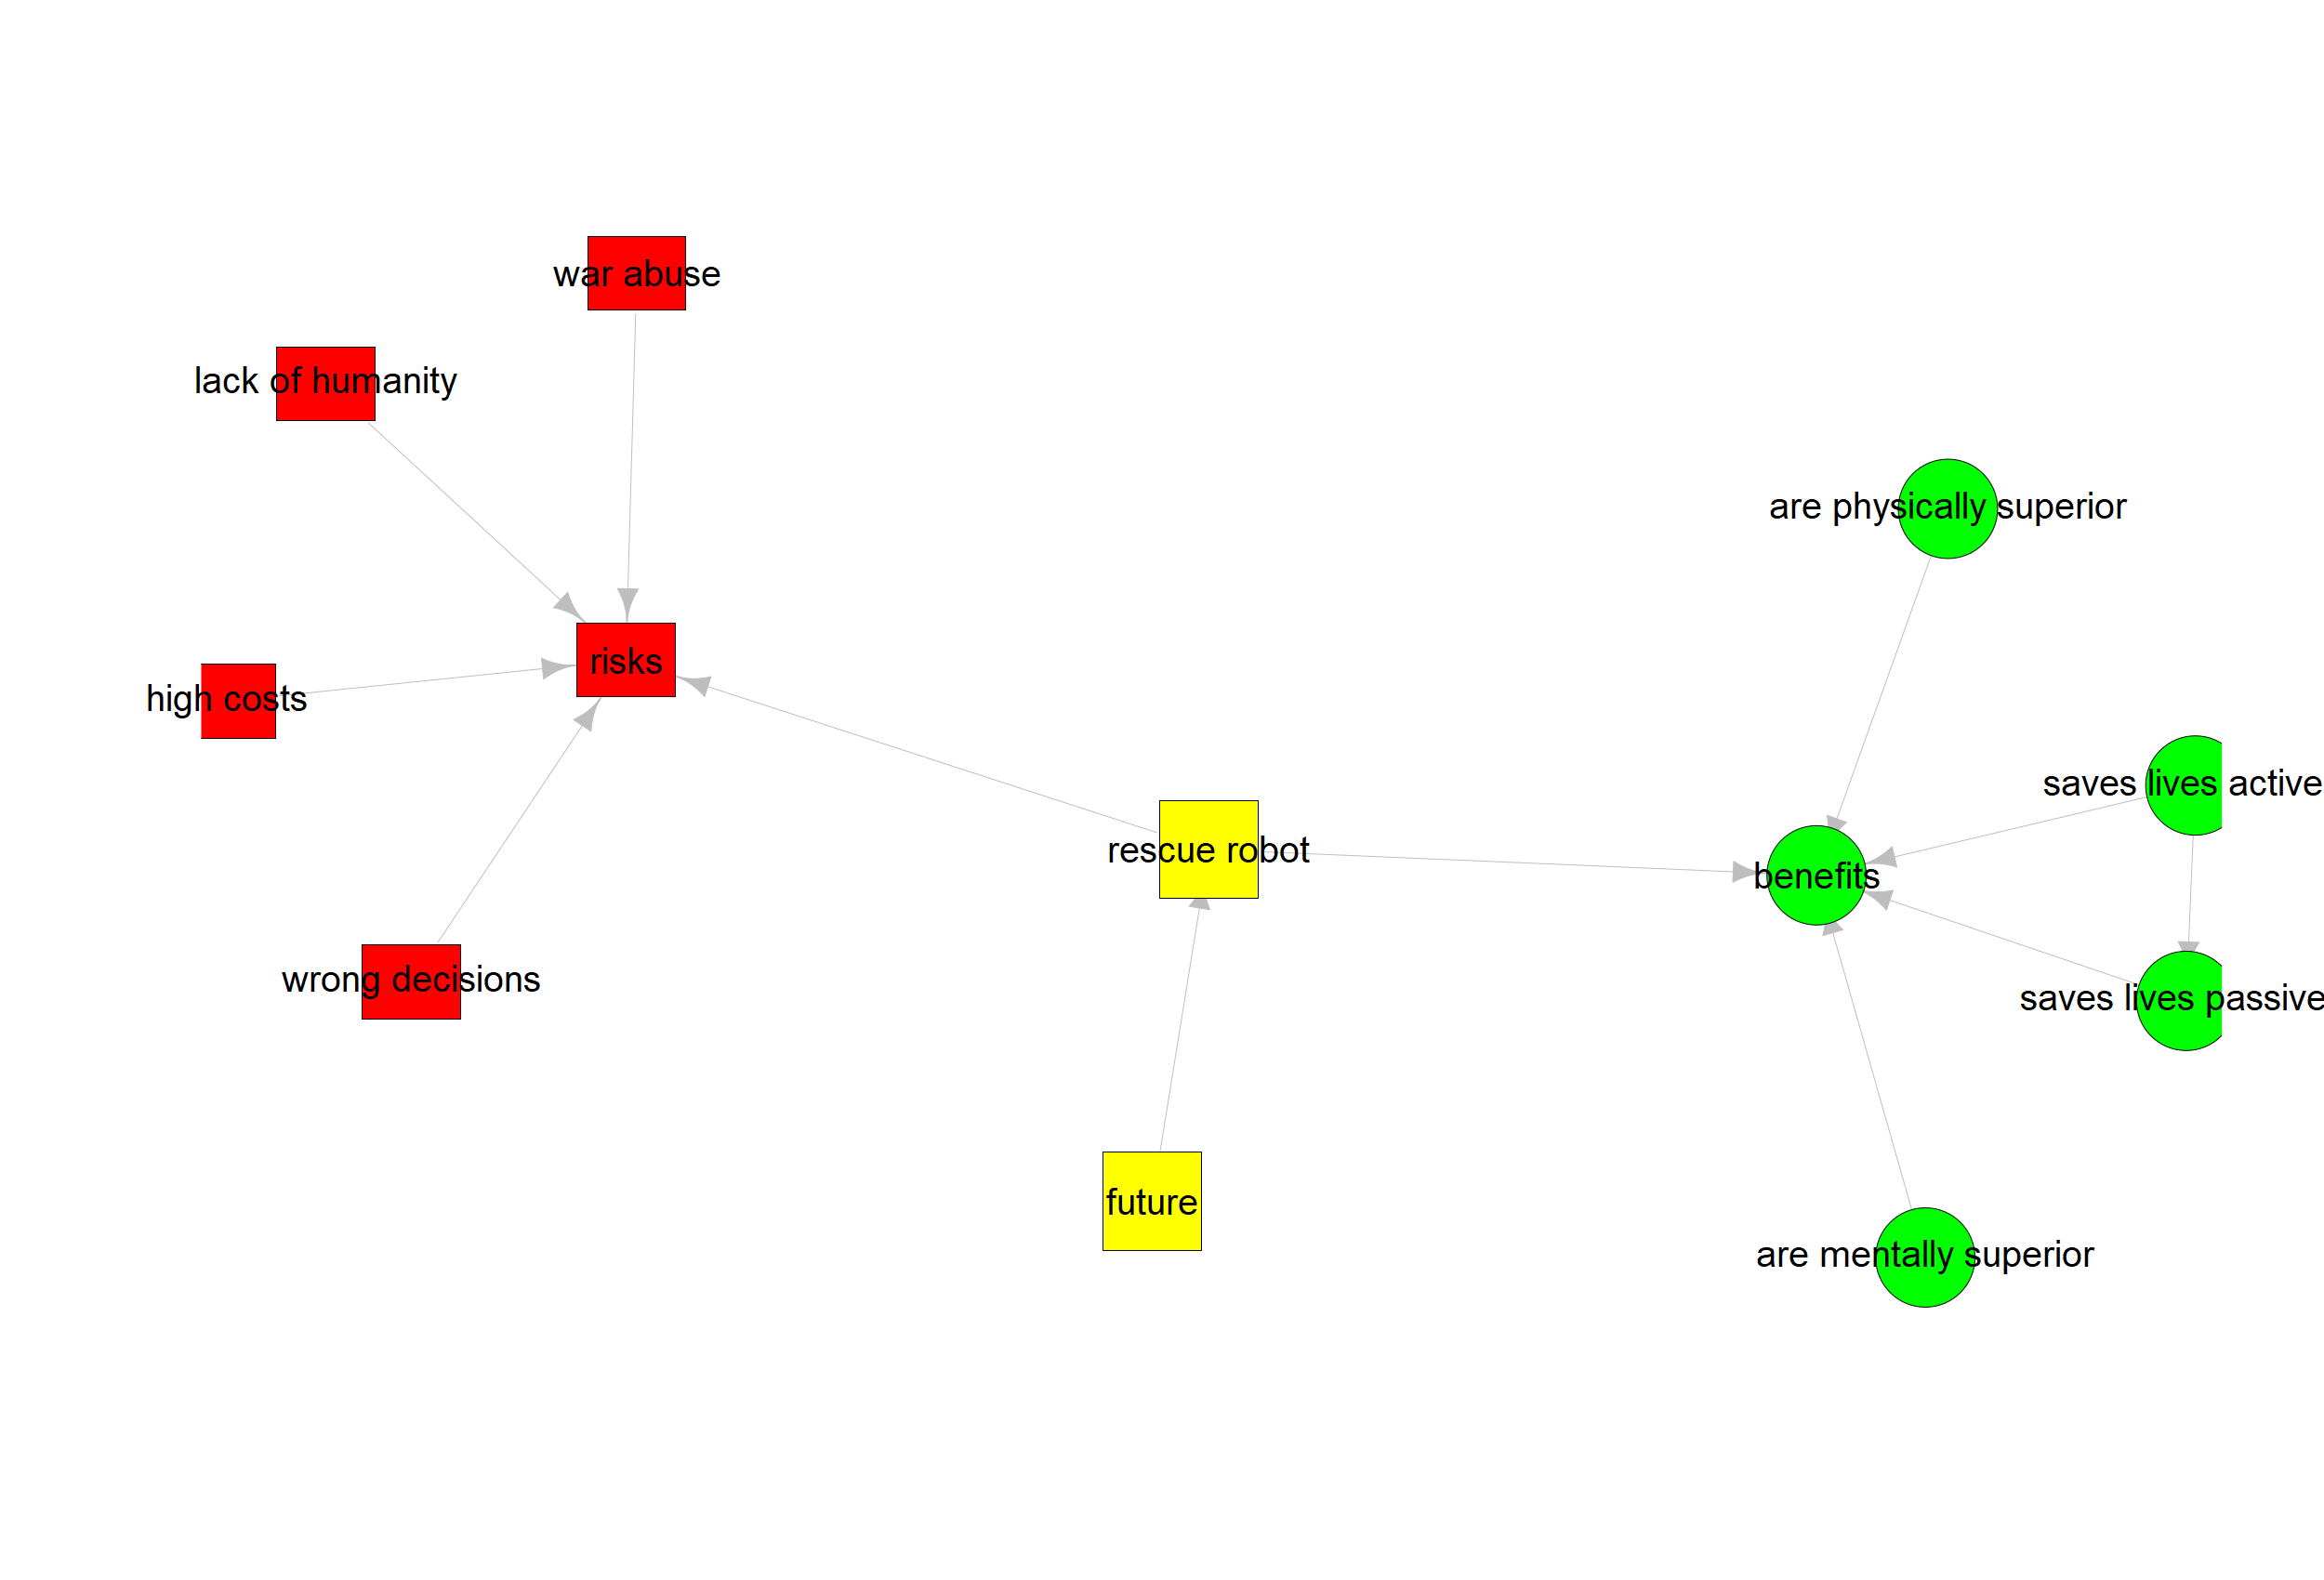 war abuse
lack of humanity
are physically superior
risks
high costs
saves lives active
rescue robot
benefits
wrong decisions
saves lives passive
future
are mentally superior